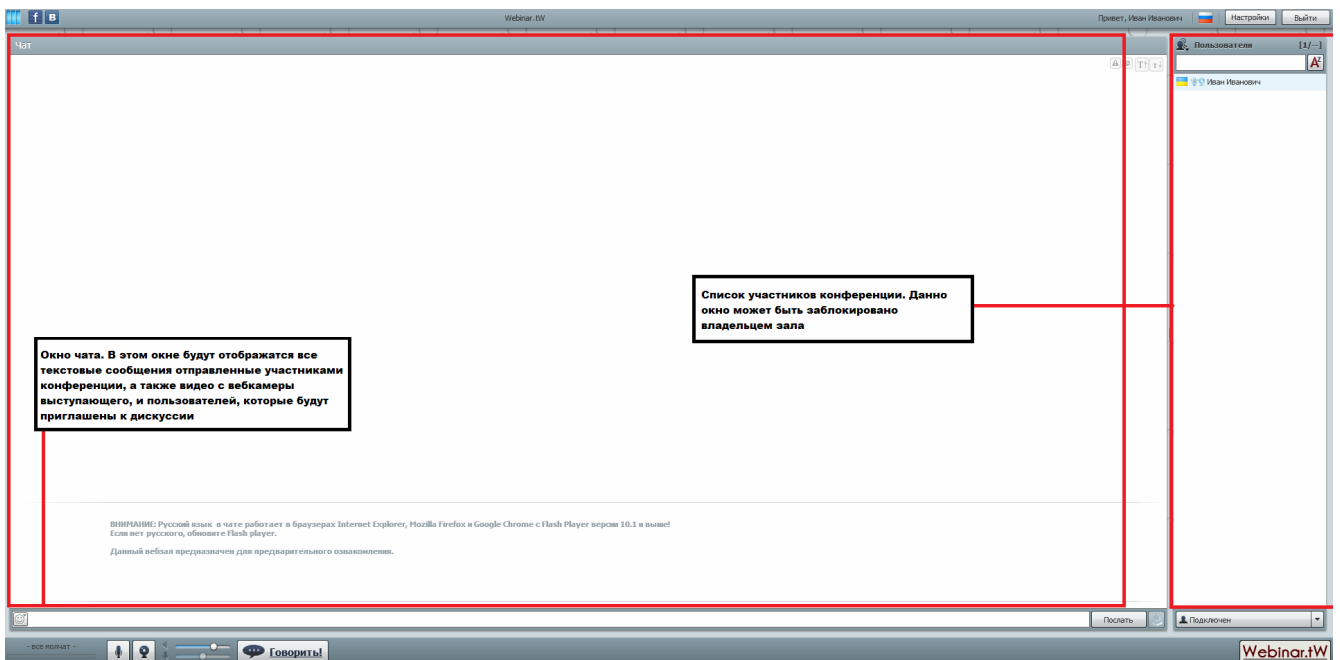 f В Webinar.tW Привет, Иван Иванович Настройки Выйти
Чат
Пользователи [1/--]
Иван Иванович
Список участников конференции. Данно
окно может быть заблокировано
владельцем зала
Окно чата. В этом окне будут отображатся все
текстовые сообщения отправленные участниками
конференции, а также видео с вебкамеры
выступающего, и пользователей, которые будут
приглашены к дискуссии
ВНИМАНИЕ: Русский язык в чате работает в браузерах Internet Explorer, Mozilla Firefox и Google Chrome с Flash Player версии 10.1 и выше!
Если нет русского, обновите Flash player.
Данный вебзал предназначен для предварительного ознакомления.
Послать
Подключен
- все молчат -
Говорить!
Webinar.tW